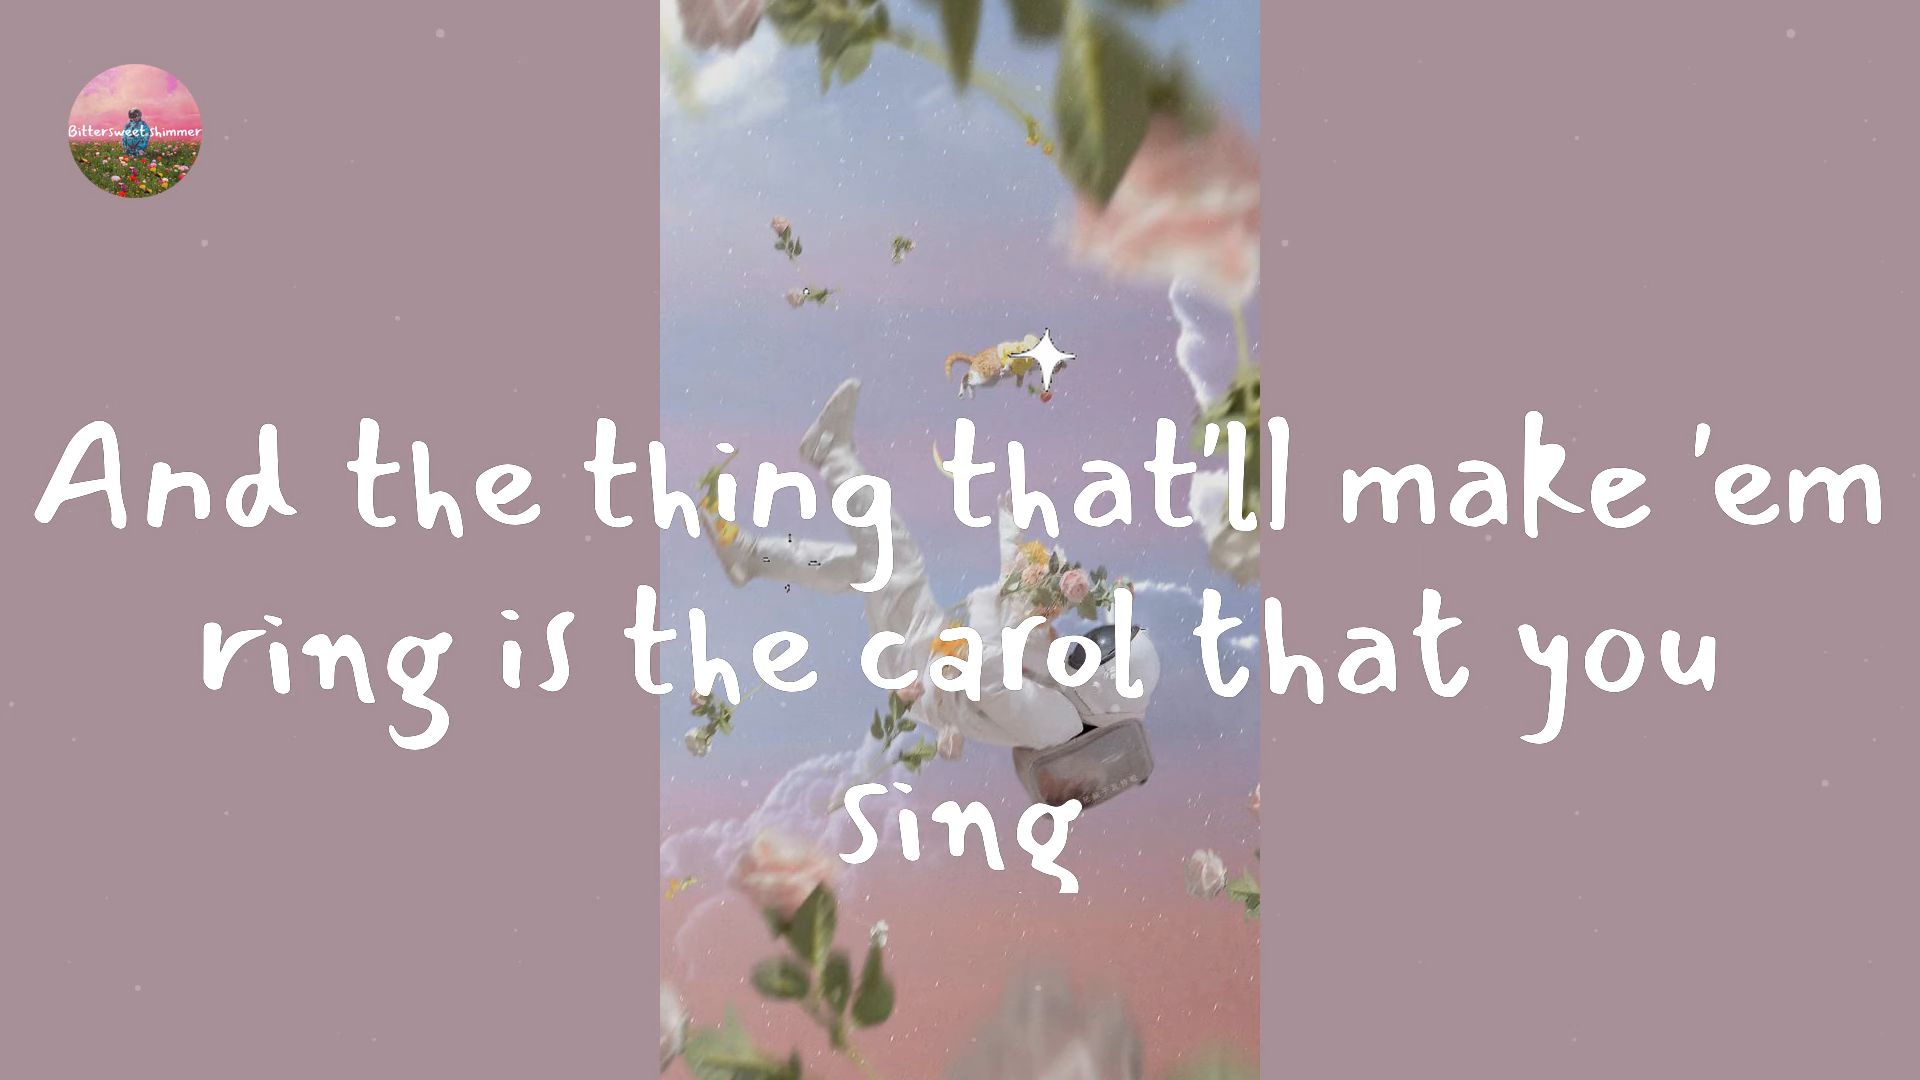 Bittersweet shimmer
And the thing that'll make 'em
ring is the carol that you
sing